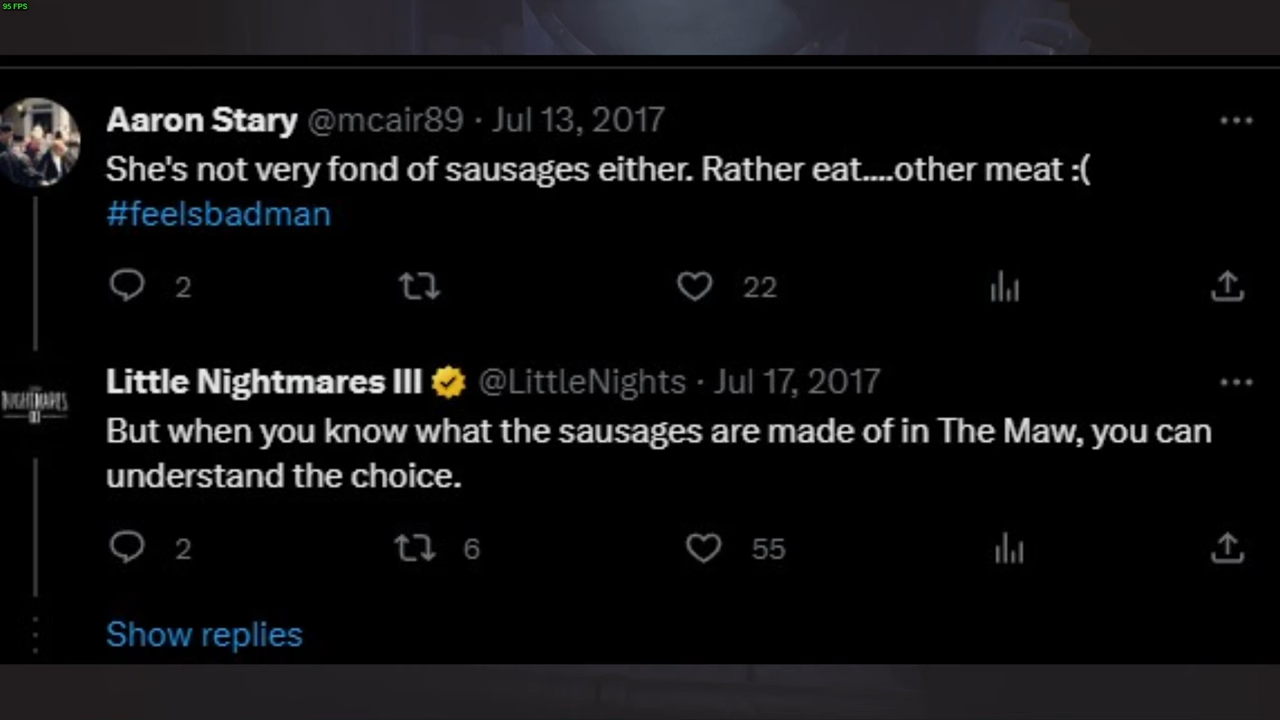 95 FPS
Aaron Stary @mcair89 · Jul 13, 2017
She's not very fond of sausages either. Rather eat....other meat :(
#feelsbadman
2 22
Little Nightmares III @LittleNights · Jul 17, 2017
But when you know what the sausages are made of in The Maw, you can
understand the choice.
2 6 55
Show replies